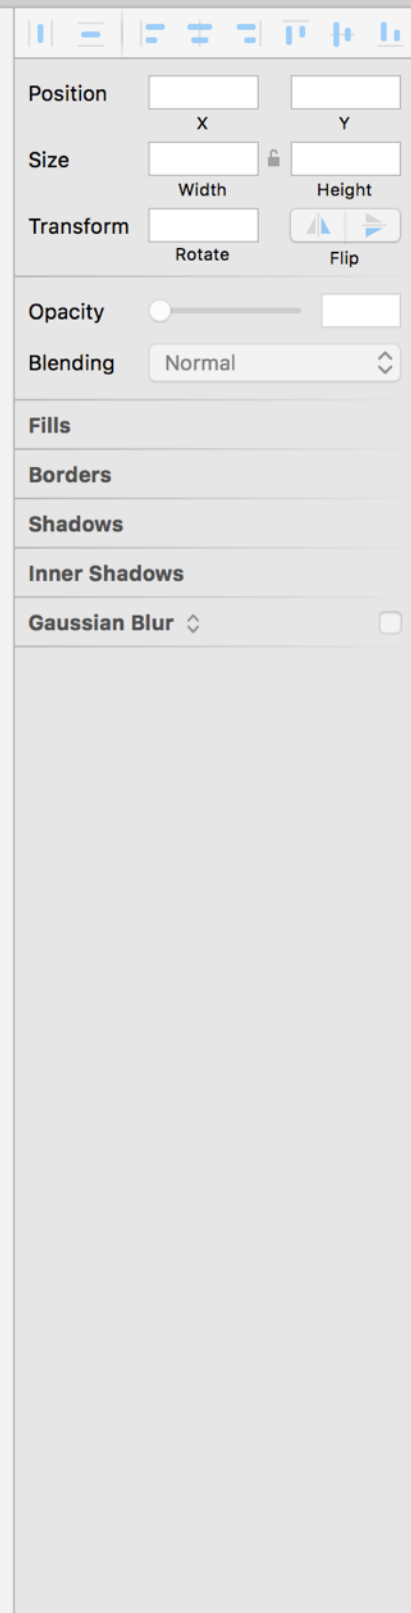 Position
X
Y
Size
Width
Height
Transform
Rotate
Flip
Opacity
Blending
Normal
Fills
Borders
Shadows
Inner Shadows
Gaussian Blur